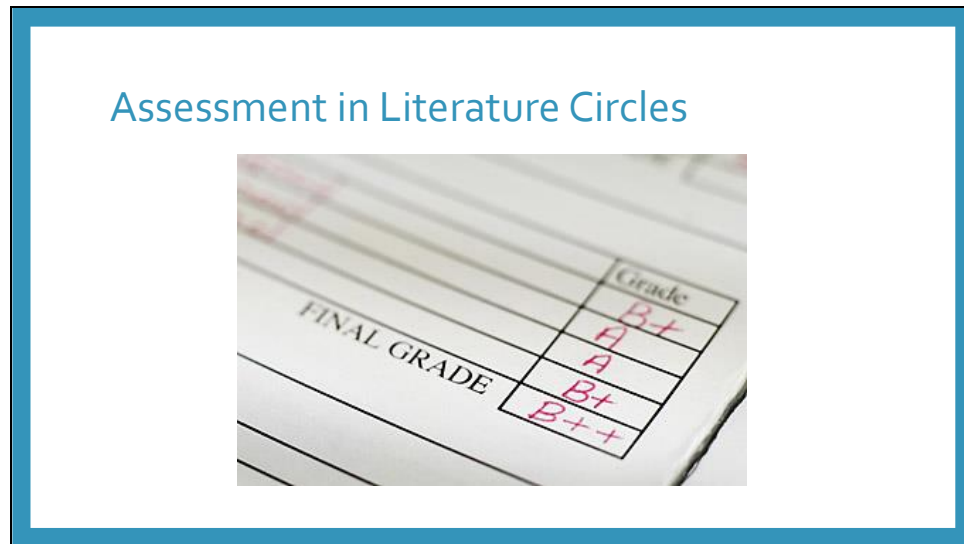 Assessment in Literature Circles
Grade
B+
A
A
B+
FINAL GRADE
B++